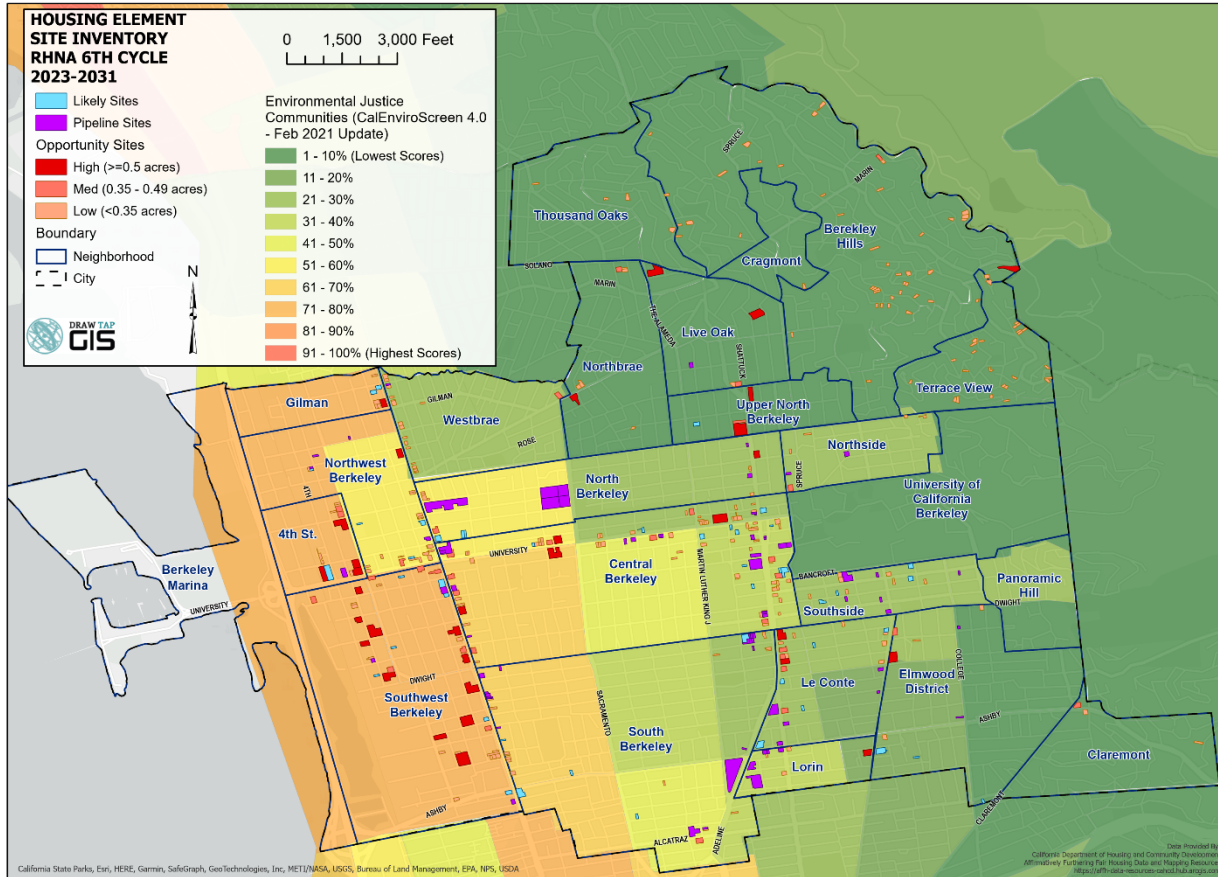 HOUSING ELEMENT
SITE INVENTORY
RHNA 6TH CYCLE
2023-2031
Likely Sites
Pipeline Sites
Opportunity Sites
High (>=0.5 acres)
Med (0.35 - 0.49 acres)
Low (<0.35 acres)
Boundary
Neighborhood
City
N
DRAW TAP
GIS
0 1,500 3,000 Feet
Environmental Justice
Communities (CalEnviroScreen 4.0
- Feb 2021 Update)
1 - 10% (Lowest Scores)
11 - 20%
21 - 30%
31 - 40%
41 - 50%
51 - 60%
61 - 70%
71 - 80%
81 - 90%
91 - 100% (Highest Scores)
SPRUCE
MARIN
Thousand Oaks
Berekley
Hills
SOLANO
Cragmont
MARIN
THE ALAMEDA
Live Oak
SHATTUCK
Northbrae
Terrace View
Gilman
GILMAN
Westbrae
Upper North
Berkeley
ROSE
Northwest
Berkeley
North
Berkeley
SPRUCE
Northside
4TH
University of
California
Berkeley
4th St.
UNIVERSITY
Central
Berkeley
MARTIN LUTHER KING J
Berkeley
Marina
UNIVERSITY
BANCROFT
Panoramic
Hill
Southside
DWIGHT
DWIGHT
Southwest
Berkeley
SACRAMENTO
Le Conte
Elmwood
District
COLLEGE
South
Berkeley
ASHBY
Lorin
Claremont
ASHBY
ALCATRAZ
ADELINE
CLAREMONT
California State Parks, Esri, HERE, Garmin, SafeGraph, GeoTechnologies, Inc, METI/NASA, USGS, Bureau of Land Management, EPA, NPS, USDA
Data Provided By
California Department of Housing and Community Developmen
Affirmatively Furthering Fair Housing Data and Mapping Resource
https://affh-data-resources-cahcd.hub.arcgis.com